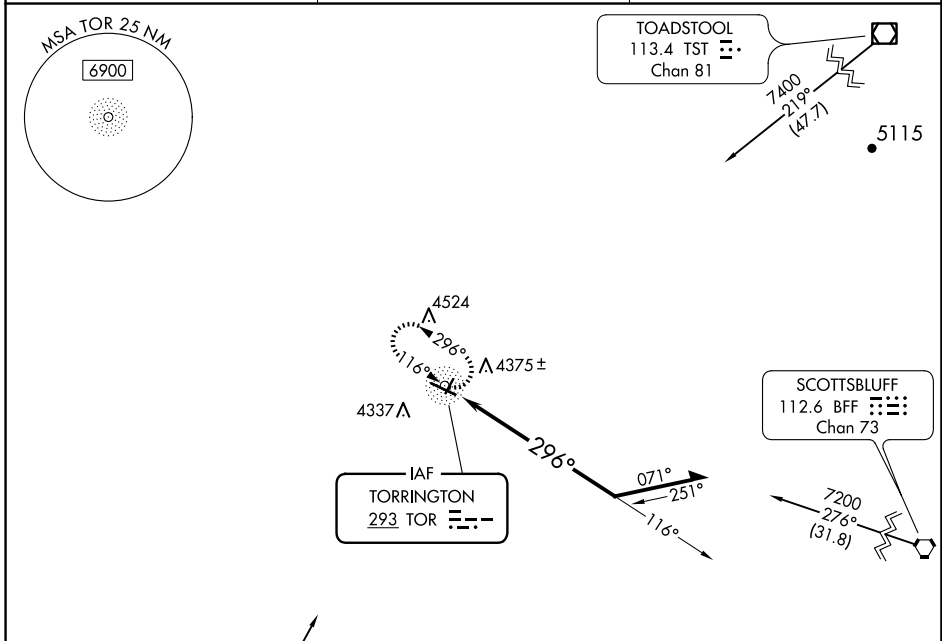 MSA TOR 25 NM
6900
TOADSTOOL
113.4 TST
Chan 81
7400
219°
(47.7)
5115
4524
296°
116°
4375 ±
4337
IAF
TORRINGTON
293 TOR
296°
071°
251°
116°
SCOTTSBLUFF
112.6 BFF
Chan 73
7200
276°
(31.8)